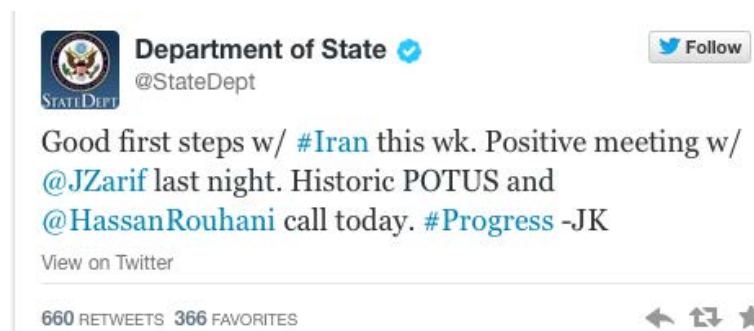 Department of State
Follow
@StateDept
STATEDEPT
Good first steps w/ #Iran this wk. Positive meeting w/
@JZarif last night. Historic POTUS and
@HassanRouhani call today. #Progress -JK
View on Twitter
660 RETWEETS 366 FAVORITES